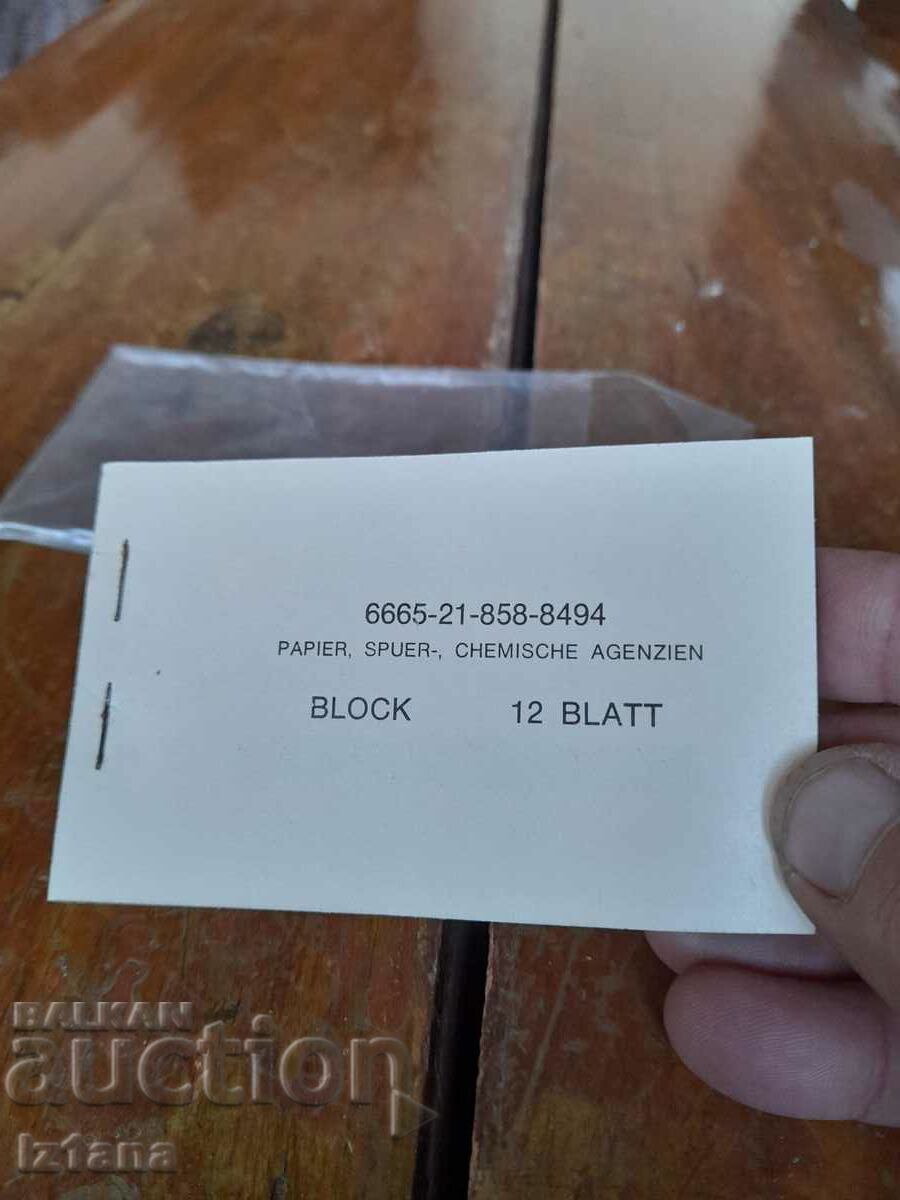 6665-21-858-8494
PAPIER, SPUER-, CHEMISCHE AGENZIEN
BLOCK 12 BLATT
BALKAN
auction
Iztana